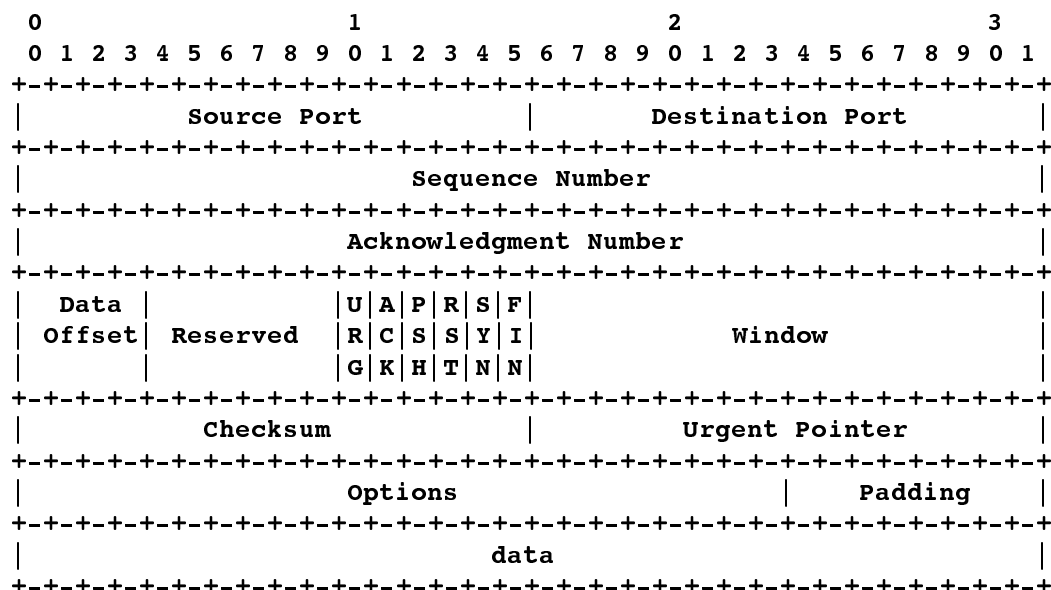 0                   1                   2                   3
 0 1 2 3 4 5 6 7 8 9 0 1 2 3 4 5 6 7 8 9 0 1 2 3 4 5 6 7 8 9 0 1
+-+-+-+-+-+-+-+-+-+-+-+-+-+-+-+-+-+-+-+-+-+-+-+-+-+-+-+-+-+-+-+-+
|          Source Port          |       Destination Port        |
+-+-+-+-+-+-+-+-+-+-+-+-+-+-+-+-+-+-+-+-+-+-+-+-+-+-+-+-+-+-+-+-+
|                        Sequence Number                        |
+-+-+-+-+-+-+-+-+-+-+-+-+-+-+-+-+-+-+-+-+-+-+-+-+-+-+-+-+-+-+-+-+
|                    Acknowledgment Number                      |
+-+-+-+-+-+-+-+-+-+-+-+-+-+-+-+-+-+-+-+-+-+-+-+-+-+-+-+-+-+-+-+-+
|  Data |           |U|A|P|R|S|F|                               |
| Offset| Reserved  |R|C|S|S|Y|I|            Window             |
|       |           |G|K|H|T|N|N|                               |
+-+-+-+-+-+-+-+-+-+-+-+-+-+-+-+-+-+-+-+-+-+-+-+-+-+-+-+-+-+-+-+-+
|           Checksum            |         Urgent Pointer        |
+-+-+-+-+-+-+-+-+-+-+-+-+-+-+-+-+-+-+-+-+-+-+-+-+-+-+-+-+-+-+-+-+
|                    Options                    |    Padding    |
+-+-+-+-+-+-+-+-+-+-+-+-+-+-+-+-+-+-+-+-+-+-+-+-+-+-+-+-+-+-+-+-+
|                             data                              |
+-+-+-+-+-+-+-+-+-+-+-+-+-+-+-+-+-+-+-+-+-+-+-+-+-+-+-+-+-+-+-+-+